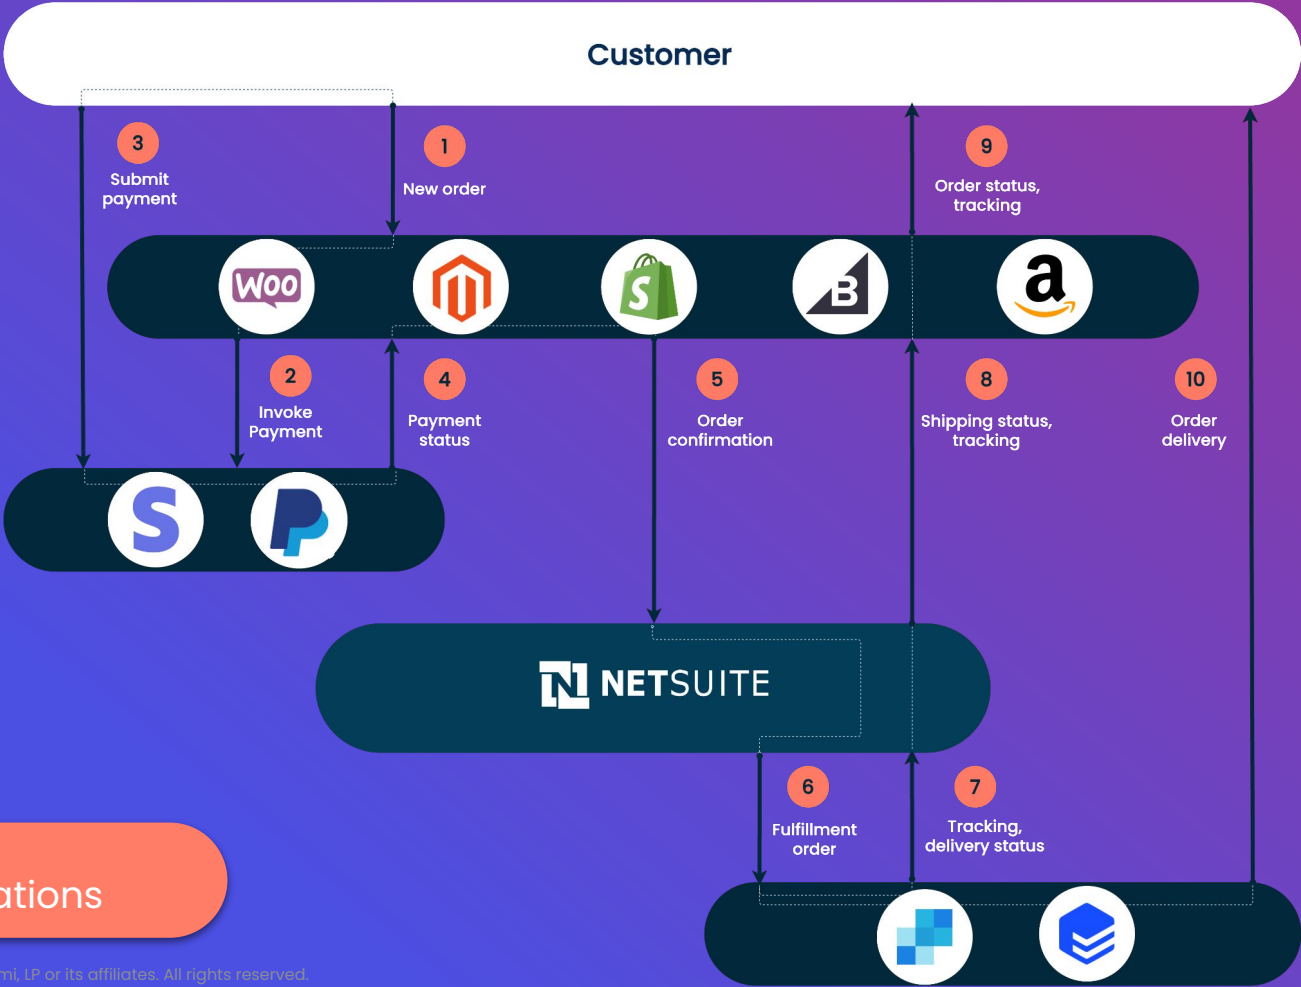 Customer
3
Submit
payment
1
New order
9
Order status,
tracking
WOO
S
B
a
2
Invoke
Payment
4
Payment
status
5
Order
confirmation
8
Shipping status,
tracking
10
Order
delivery
S
P
N NETSUITE
6
Fulfillment
order
7
Tracking,
delivery status
ations
mi, LP or its affiliates. All rights reserved.